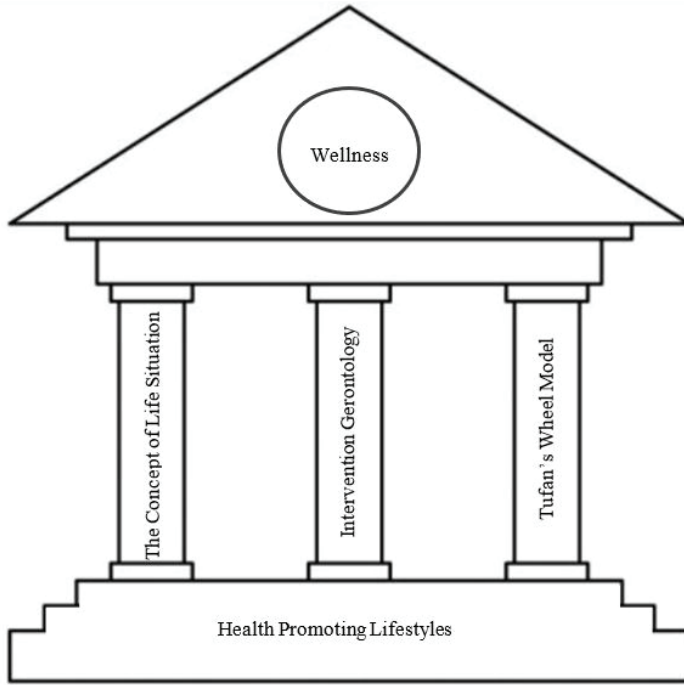 Wellness
The Concept of Life Situation
Intervention Gerontology
Tufan's Wheel Model
Health Promoting Lifestyles